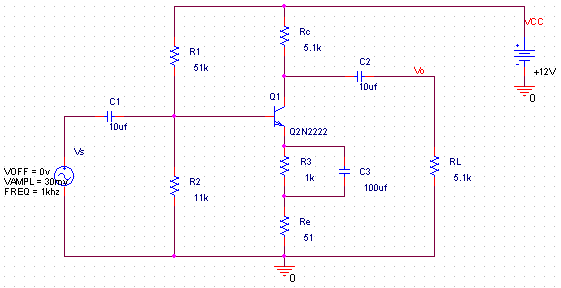 VCC
Rc
5.1k
R1
51k
C2
10uf
Vo
+12V
0
Q1
C1
10uf
Q2N2222
Vs
VOFF = 0v
VAMPL = 30mv
FREQ = 1khz
R2
11k
R3
1k
C3
100uf
RL
5.1k
Re
51
0